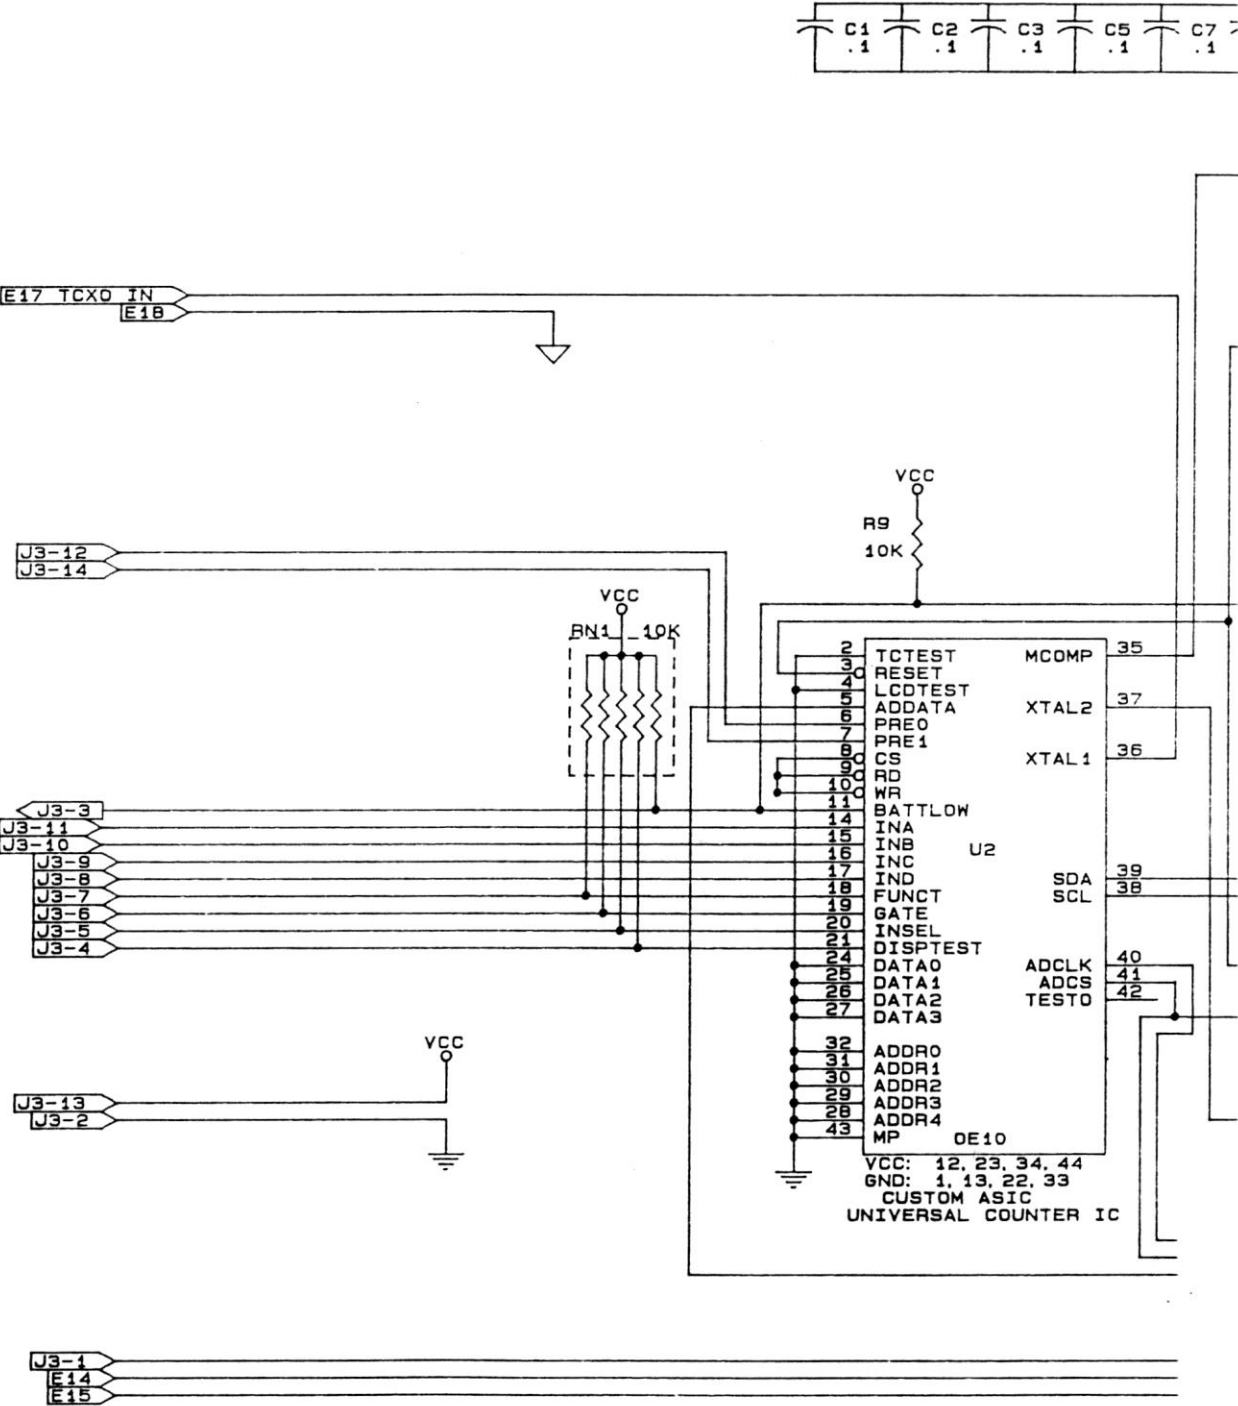 C1 C2 C3 C5 C7
.1 .1 .1 .1 .1
E17 TCXO IN
E18
VCC
R9
10K
J3-12
J3-14
VCC
RN1 10K
2 TCTEST MCOMP 35
3 RESET
4 LCDTEST
5 ADDATA XTAL2 37
6 PRE0
7 PRE1
8 CS XTAL1 36
9 RD
10 WR
J3-3 11 BATTLOW
J3-11 14 INA
J3-10 15 INB U2
J3-9 16 INC
J3-8 17 IND SDA 39
J3-7 18 FUNCT SCL 38
J3-6 19 GATE
J3-5 20 INSEL
J3-4 21 DISPTEST
24 DATA0 ADCLK 40
25 DATA1 ADCS 41
26 DATA2 TESTO 42
27 DATA3
VCC
32 ADDR0
31 ADDR1
30 ADDR2
J3-13 29 ADDR3
J3-2 28 ADDR4
43 MP OE10
VCC: 12, 23, 34, 44
GND: 1, 13, 22, 33
CUSTOM ASIC
UNIVERSAL COUNTER IC
J3-1
E14
E15